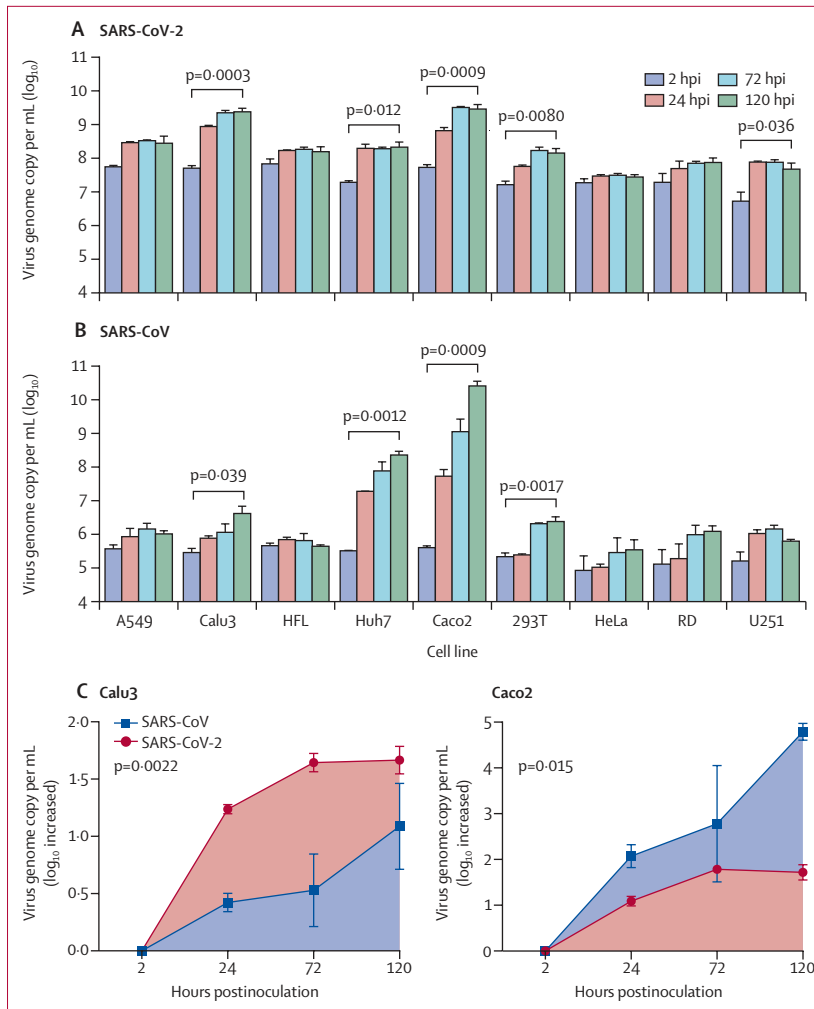 A SARS-CoV-2
Virus genome copy per mL (log10)
11
10
9
8
7
6
5
4
p=0·0003
p=0·012
p=0·0009
p=0·0080
p=0·036
2 hpi
72 hpi
24 hpi
120 hpi
B SARS-CoV
Virus genome copy per mL (log10)
11
10
9
8
7
6
5
4
p=0·039
p=0·0012
p=0·0009
p=0·0017
A549 Calu3 HFL Huh7 Caco2 293T HeLa RD U251
Cell line
C Calu3
Virus genome copy per mL
(log10 increased)
2·0
1·5
1·0
0·5
0·0
SARS-CoV
SARS-CoV-2
p=0·0022
2 24 72 120
Hours postinoculation
Caco2
Virus genome copy per mL
(log10 increased)
5
4
3
2
1
0
p=0·015
2 24 72 120
Hours postinoculation